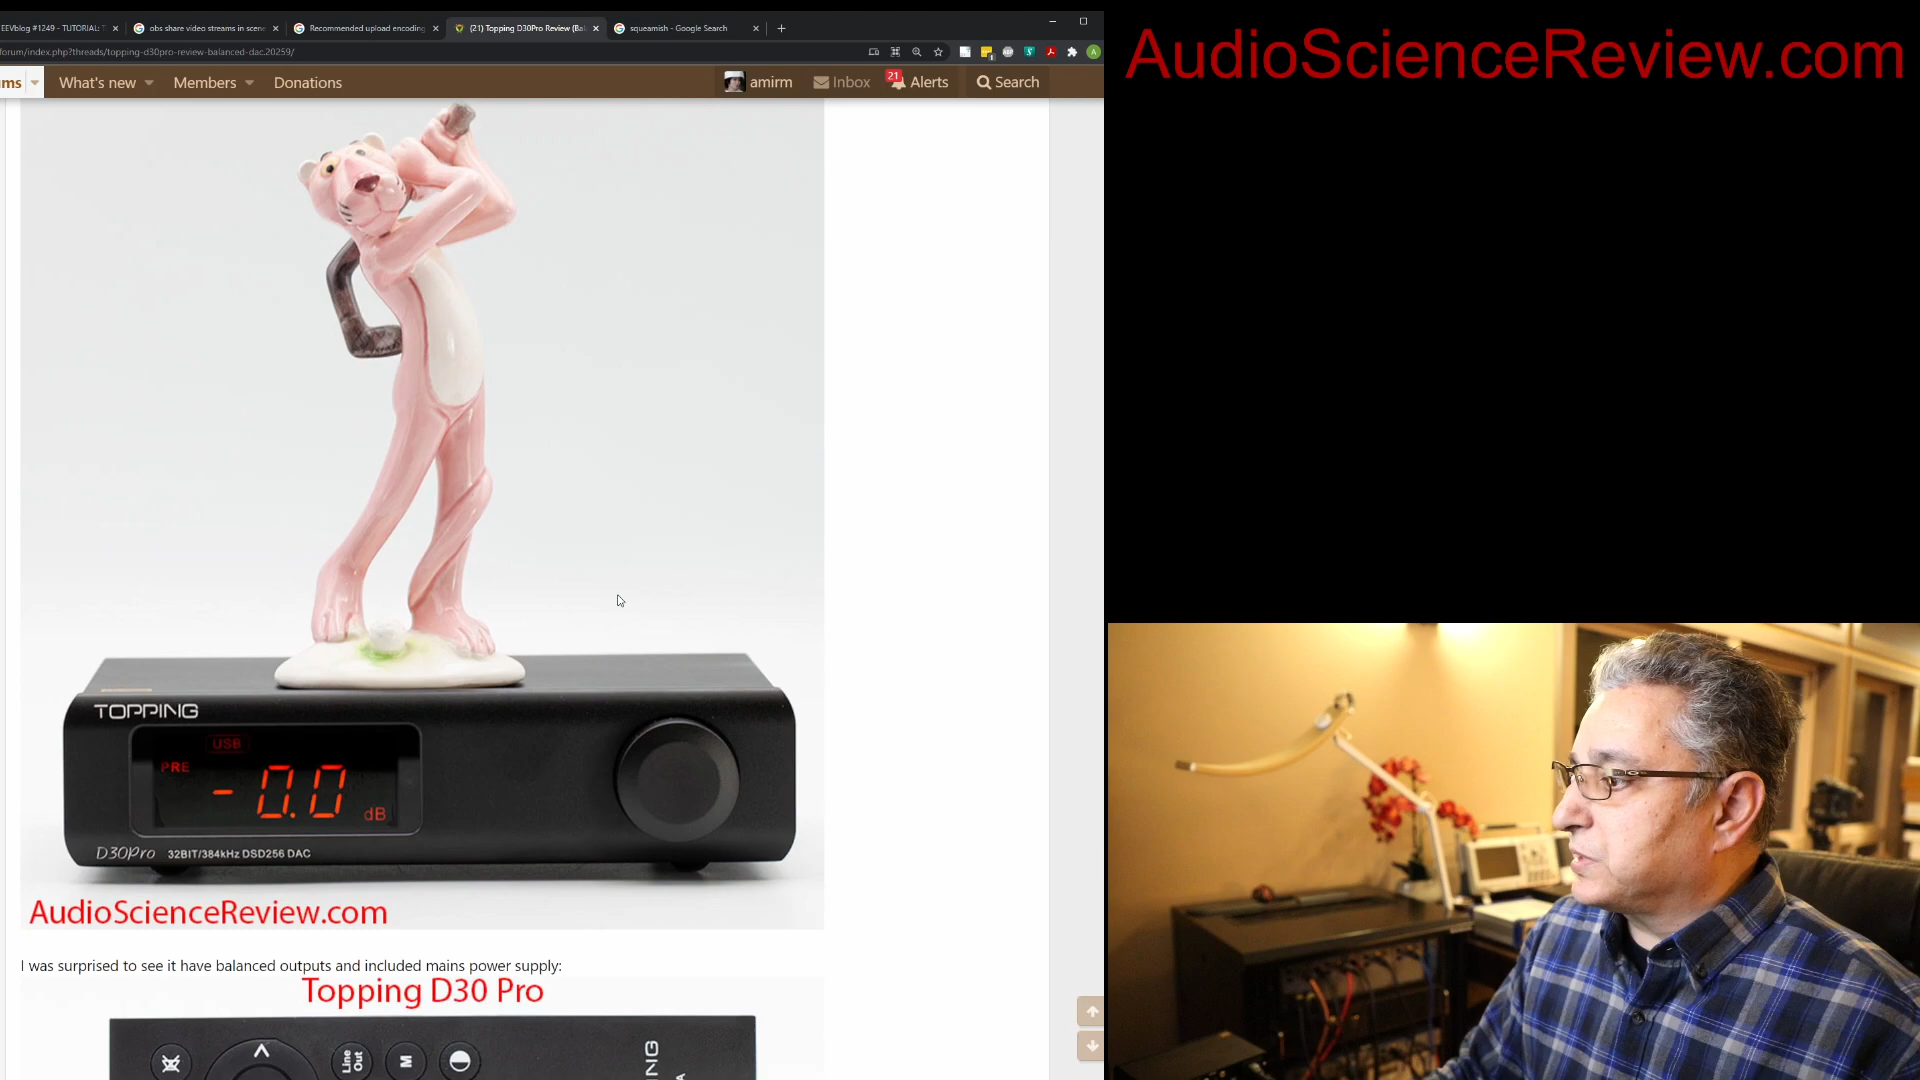 EEVblog #1249 - TUTORIAL: T
obs share video streams in scene
Recommended upload encoding
(21) Topping D30Pro Review (Bal
squeamish - Google Search
forum/index.php?threads/topping-d30pro-review-balanced-dac.20259/
ms
What's new
Members
Donations
amirm
Inbox
21
Alerts
Search
AudioScienceReview.com
TOPPING
USB
PRE
-0.0
dB
D30Pro 32BIT/384kHz DSD256 DAC
AudioScienceReview.com
I was surprised to see it have balanced outputs and included mains power supply:
Topping D30 Pro
Line
Out
M
ING